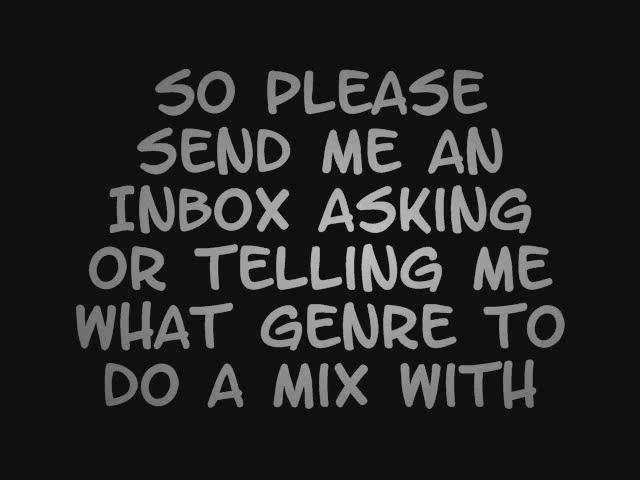 SO PLEASE
SEND ME AN
INBOX ASKING
OR TELLING ME
WHAT GENRE TO
DO A MIX WITH